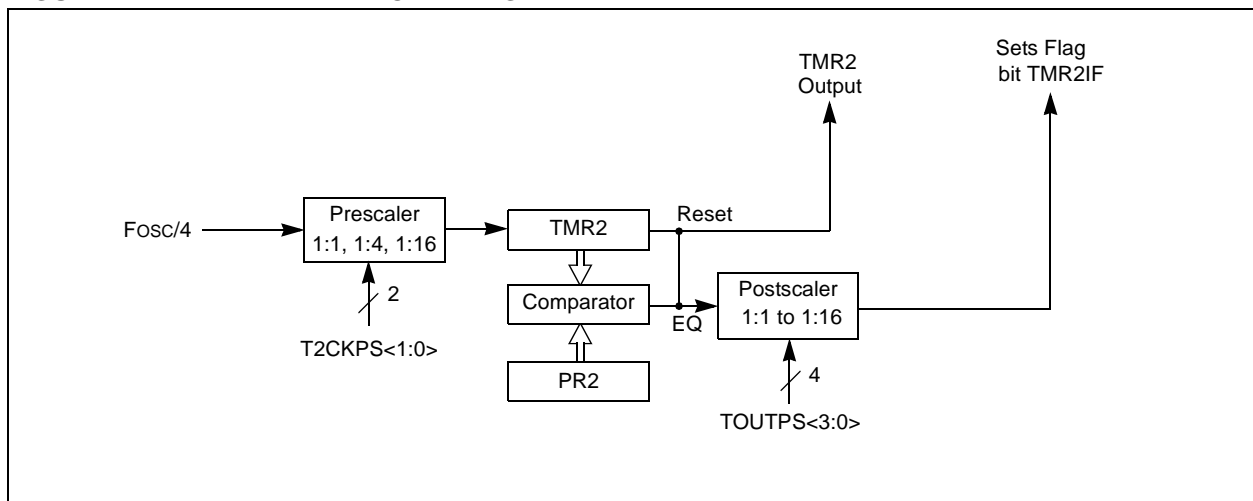 TMR2
Output
Sets Flag
bit TMR2IF
FOSC/4
Prescaler
1:1, 1:4, 1:16
2
T2CKPS<1:0>
TMR2
Reset
Comparator
EQ
PR2
Postscaler
1:1 to 1:16
4
TOUTPS<3:0>